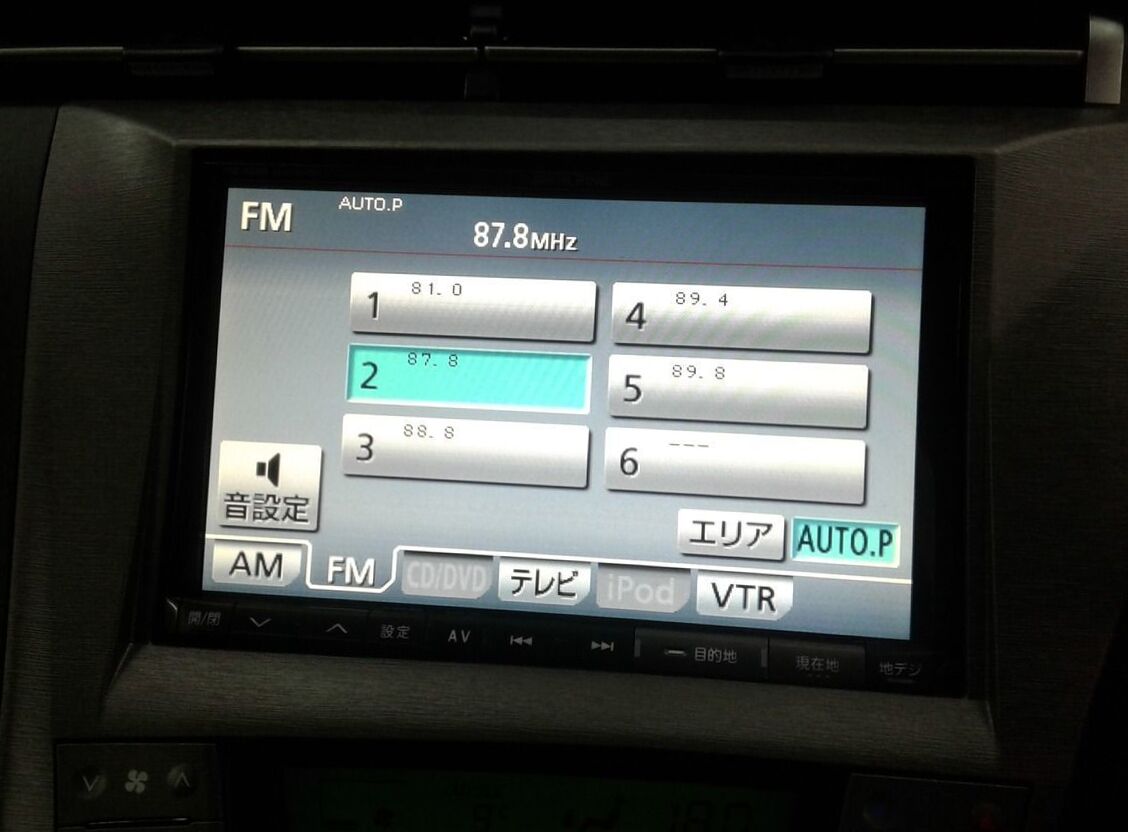 FM
AUTO.P
87.8MHz
1 81.0
4 89.4
2 87.8
5 89.8
3 88.8
6 ---
音設定
エリア
AUTO.P
AM
FM
CD/DVD
テレビ
iPod
VTR
開/閉
設定
AV
目的地
現在地
地デジ